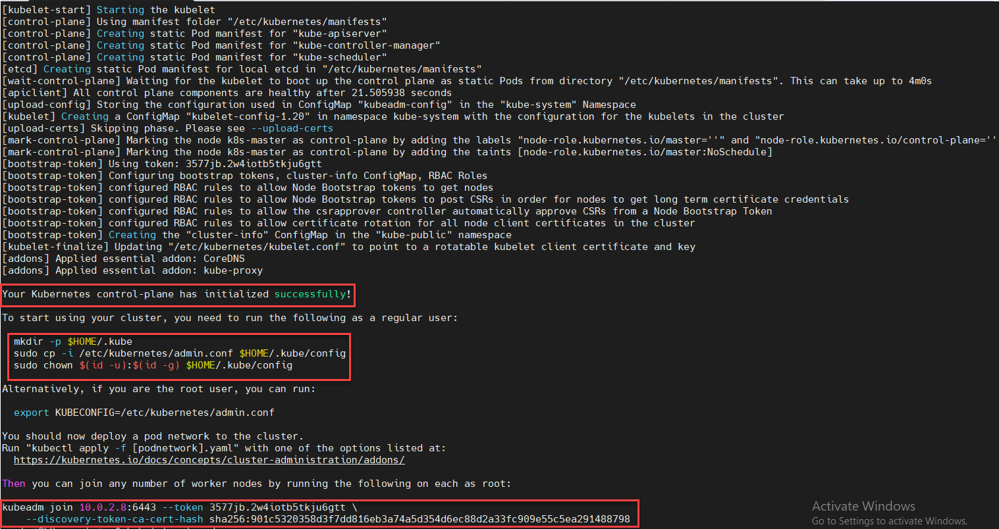 [kubelet-start] Starting the kubelet
[control-plane] Using manifest folder "/etc/kubernetes/manifests"
[control-plane] Creating static Pod manifest for "kube-apiserver"
[control-plane] Creating static Pod manifest for "kube-controller-manager"
[control-plane] Creating static Pod manifest for "kube-scheduler"
[etcd] Creating static Pod manifest for local etcd in "/etc/kubernetes/manifests"
[wait-control-plane] Waiting for the kubelet to boot up the control plane as static Pods from directory "/etc/kubernetes/manifests". This can take up to 4m0s
[apiclient] All control plane components are healthy after 21.505938 seconds
[upload-config] Storing the configuration used in ConfigMap "kubeadm-config" in the "kube-system" Namespace
[kubelet] Creating a ConfigMap "kubelet-config-1.20" in namespace kube-system with the configuration for the kubelets in the cluster
[upload-certs] Skipping phase. Please see --upload-certs
[mark-control-plane] Marking the node k8s-master as control-plane by adding the labels "node-role.kubernetes.io/master=''" and "node-role.kubernetes.io/control-plane=''
[mark-control-plane] Marking the node k8s-master as control-plane by adding the taints [node-role.kubernetes.io/master:NoSchedule]
[bootstrap-token] Using token: 3577jb.2w4iotb5tkju6gtt
[bootstrap-token] Configuring bootstrap tokens, cluster-info ConfigMap, RBAC Roles
[bootstrap-token] configured RBAC rules to allow Node Bootstrap tokens to get nodes
[bootstrap-token] configured RBAC rules to allow Node Bootstrap tokens to post CSRs in order for nodes to get long term certificate credentials
[bootstrap-token] configured RBAC rules to allow the csrapprover controller automatically approve CSRs from a Node Bootstrap Token
[bootstrap-token] configured RBAC rules to allow certificate rotation for all node client certificates in the cluster
[bootstrap-token] Creating the "cluster-info" ConfigMap in the "kube-public" namespace
[kubelet-finalize] Updating "/etc/kubernetes/kubelet.conf" to point to a rotatable kubelet client certificate and key
[addons] Applied essential addon: CoreDNS
[addons] Applied essential addon: kube-proxy
Your Kubernetes control-plane has initialized successfully!
To start using your cluster, you need to run the following as a regular user:
mkdir -p $HOME/.kube
sudo cp -i /etc/kubernetes/admin.conf $HOME/.kube/config
sudo chown $(id -u):$(id -g) $HOME/.kube/config
Alternatively, if you are the root user, you can run:
export KUBECONFIG=/etc/kubernetes/admin.conf
You should now deploy a pod network to the cluster.
Run "kubectl apply -f [podnetwork].yaml" with one of the options listed at:
https://kubernetes.io/docs/concepts/cluster-administration/addons/
Then you can join any number of worker nodes by running the following on each as root:
kubeadm join 10.0.2.8:6443 --token 3577jb.2w4iotb5tkju6gtt \
--discovery-token-ca-cert-hash sha256:901c5320358d3f7dd816eb3a74a5d354d6ec88d2a33fc909e55c5ea291488798
Activate Windows
Go to Settings to activate Windows.